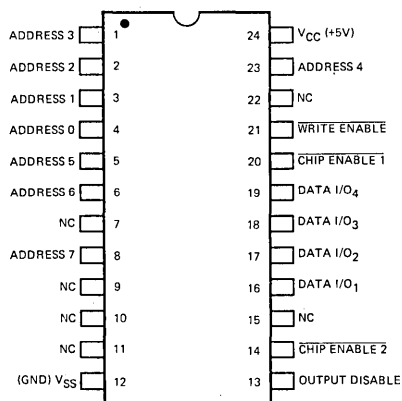 ADDRESS 3 1 24 VCC (+5V)
ADDRESS 2 2 23 ADDRESS 4
ADDRESS 1 3 22 NC
ADDRESS 0 4 21 WRITE ENABLE
ADDRESS 5 5 20 CHIP ENABLE 1
ADDRESS 6 6 19 DATA I/O4
NC 7 18 DATA I/O3
ADDRESS 7 8 17 DATA I/O2
NC 9 16 DATA I/O1
NC 10 15 NC
NC 11 14 CHIP ENABLE 2
(GND) VSS 12 13 OUTPUT DISABLE